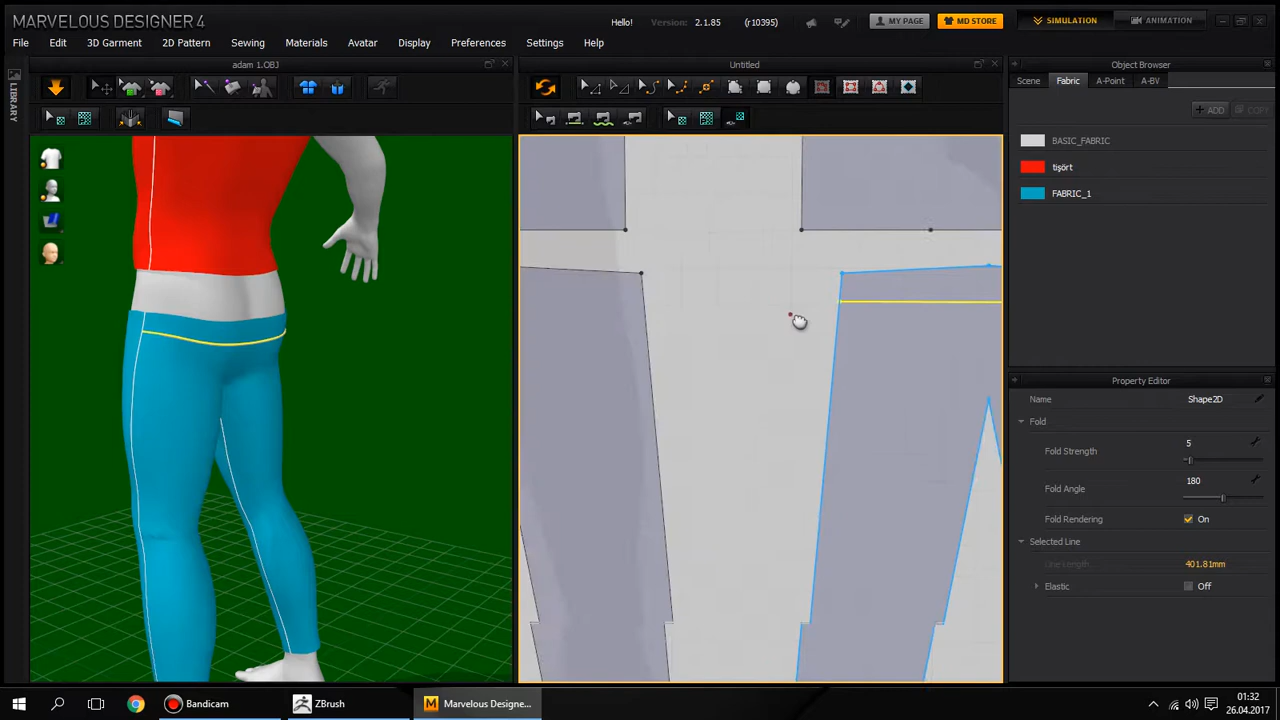 MARVELOUS DESIGNER 4
Hello!
Version: 2.1.85 (r10395)
MY PAGE
MD STORE
SIMULATION
ANIMATION
File Edit 3D Garment 2D Pattern Sewing Materials Avatar Display Preferences Settings Help
LIBRARY
adam 1.OBJ
Untitled
Object Browser
Scene Fabric A-Point A-BV
+ ADD COPY
BASIC_FABRIC
tişört
FABRIC_1
Property Editor
Name Shape2D
Fold
Fold Strength 5
Fold Angle 180
Fold Rendering On
Selected Line
Line Length 401.81mm
Elastic Off
Bandicam
ZBrush
M Marvelous Designe...
01:32
26.04.2017